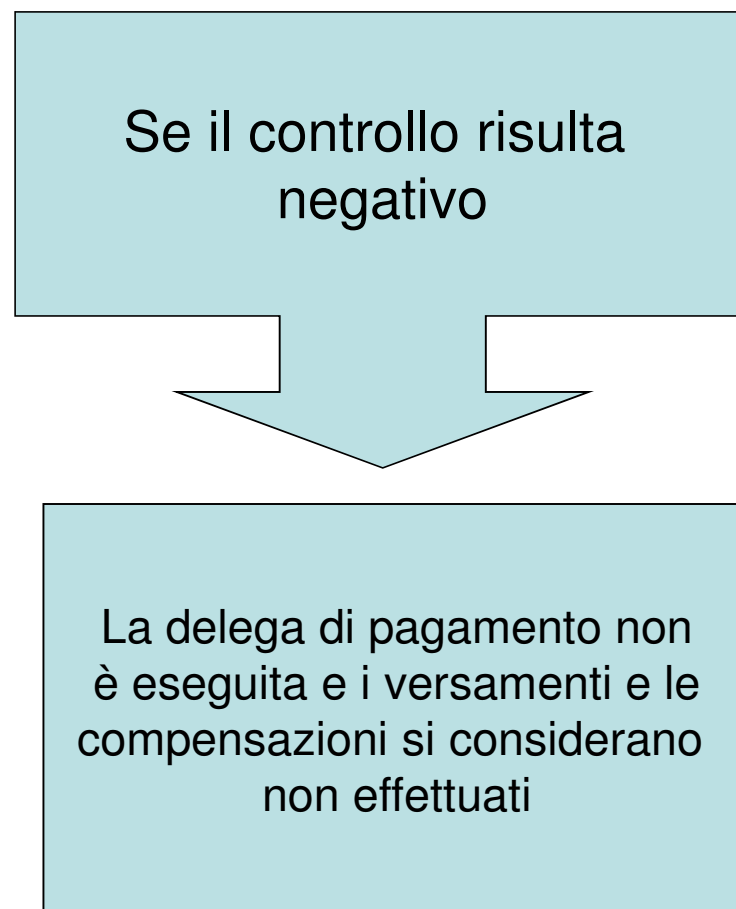 Se il controllo risulta
negativo
La delega di pagamento non
è eseguita e i versamenti e le
compensazioni si considerano
non effettuati